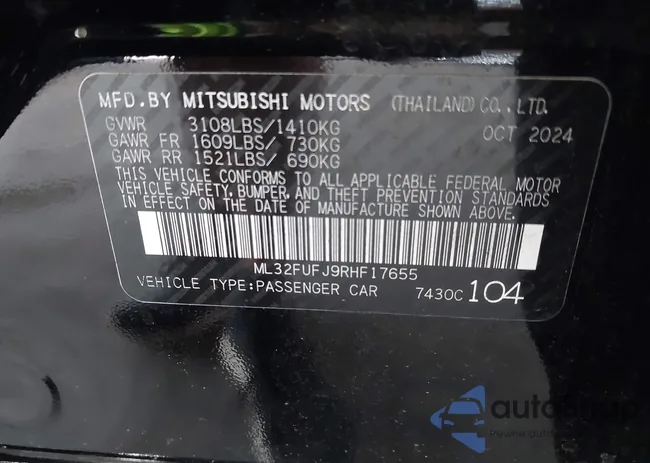 MFD.BY MITSUBISHI MOTORS (THAILAND) CO., LTD.
GVWR 3108LBS/1410KG OCT 2024
GAWR FR 1609LBS/ 730KG
GAWR RR 1521LBS/ 690KG
THIS VEHICLE CONFORMS TO ALL APPLICABLE FEDERAL MOTOR
VEHICLE SAFETY, BUMPER, AND THEFT PREVENTION STANDARDS
IN EFFECT ON THE DATE OF MANUFACTURE SHOWN ABOVE.
ML32FUFJ9RHF17655
VEHICLE TYPE:PASSENGER CAR 7430C 104
Pewne auto